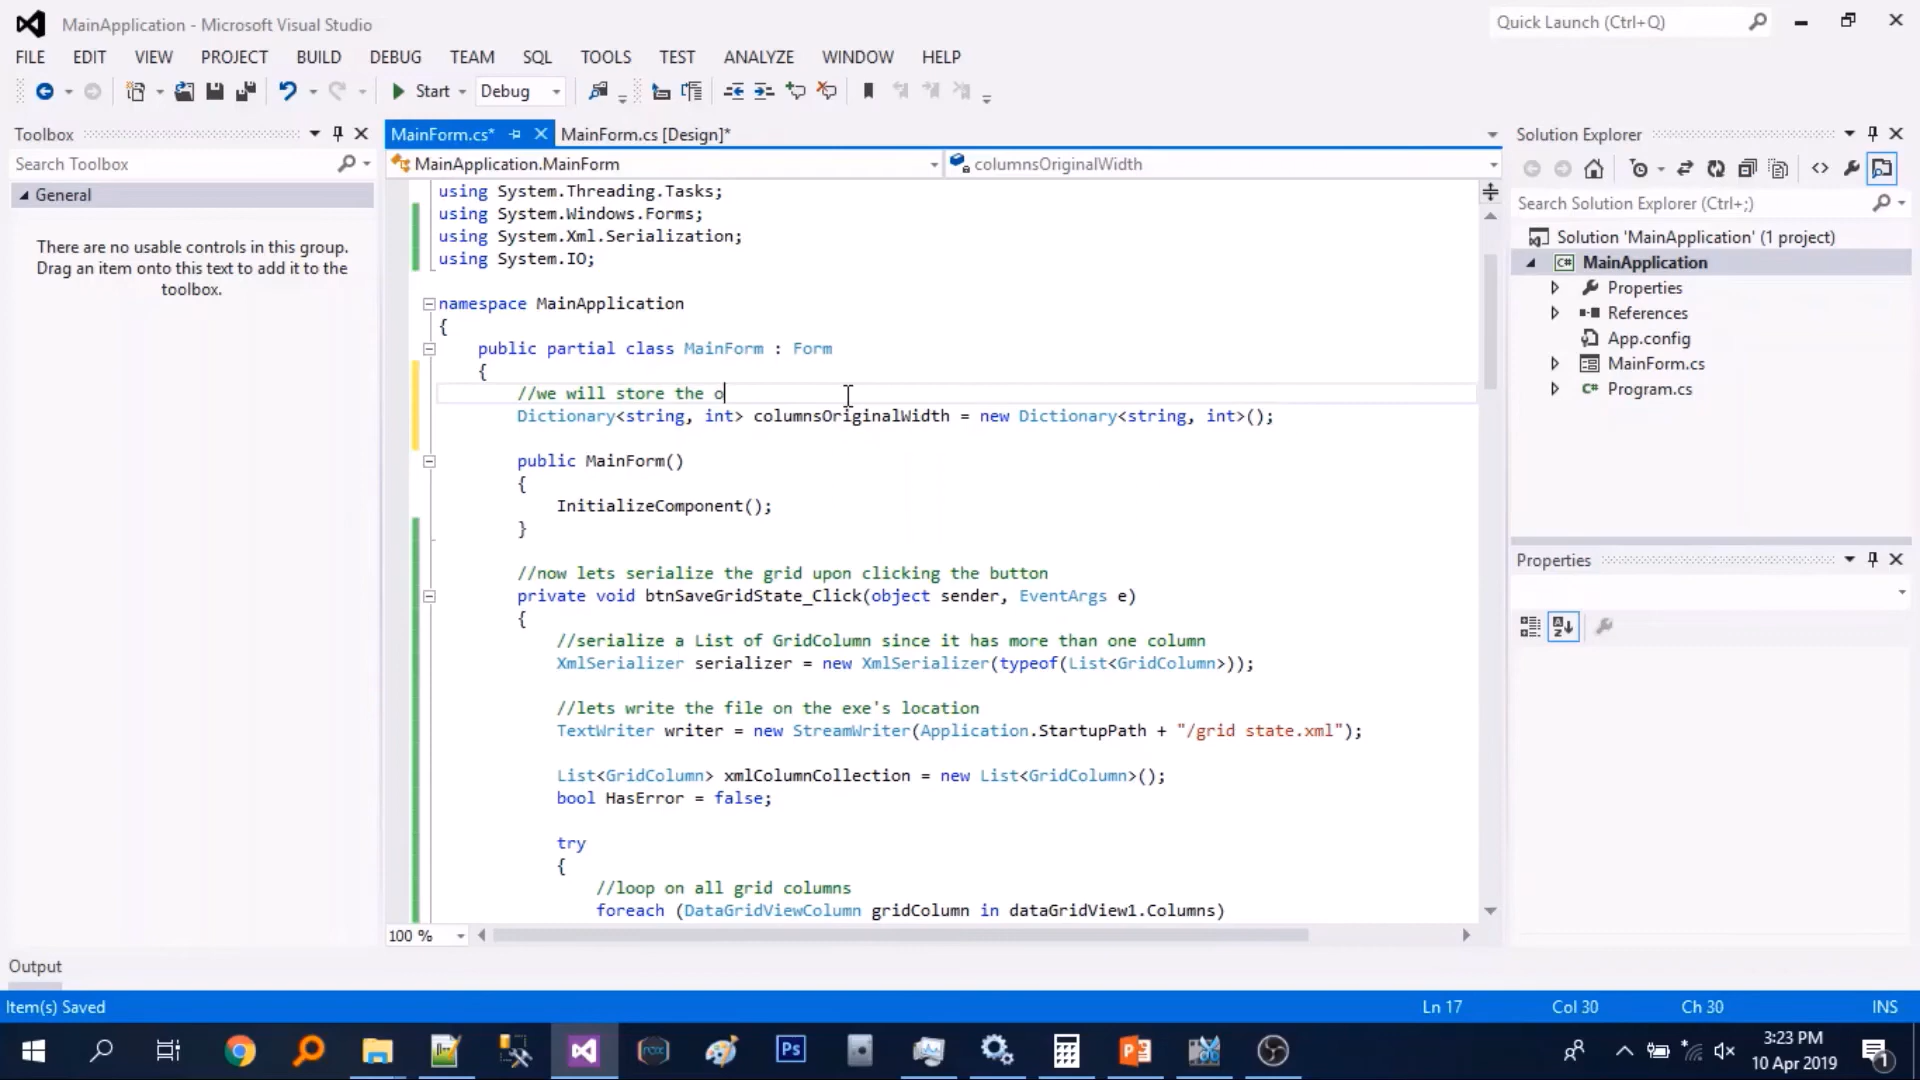 MainApplication - Microsoft Visual Studio
Quick Launch (Ctrl+Q)
FILE EDIT VIEW PROJECT BUILD DEBUG TEAM SQL TOOLS TEST ANALYZE WINDOW HELP
Start Debug
Toolbox
Search Toolbox
General
There are no usable controls in this group.
Drag an item onto this text to add it to the
toolbox.
MainForm.cs* MainForm.cs [Design]*
MainApplication.MainForm columnsOriginalWidth
using System.Threading.Tasks;
using System.Windows.Forms;
using System.Xml.Serialization;
using System.IO;
namespace MainApplication
{
public partial class MainForm : Form
{
//we will store the o
Dictionary<string, int> columnsOriginalWidth = new Dictionary<string, int>();
public MainForm()
{
InitializeComponent();
}
//now lets serialize the grid upon clicking the button
private void btnSaveGridState_Click(object sender, EventArgs e)
{
//serialize a List of GridColumn since it has more than one column
XmlSerializer serializer = new XmlSerializer(typeof(List<GridColumn>));
//lets write the file on the exe's location
TextWriter writer = new StreamWriter(Application.StartupPath + "/grid state.xml");
List<GridColumn> xmlColumnCollection = new List<GridColumn>();
bool HasError = false;
try
{
//loop on all grid columns
foreach (DataGridViewColumn gridColumn in dataGridView1.Columns)
100 %
Solution Explorer
Search Solution Explorer (Ctrl+;)
Solution 'MainApplication' (1 project)
C# MainApplication
Properties
References
App.config
MainForm.cs
C# Program.cs
Properties
Output
Item(s) Saved
Ln 17 Col 30 Ch 30 INS
Ps
3:23 PM
10 Apr 2019
1